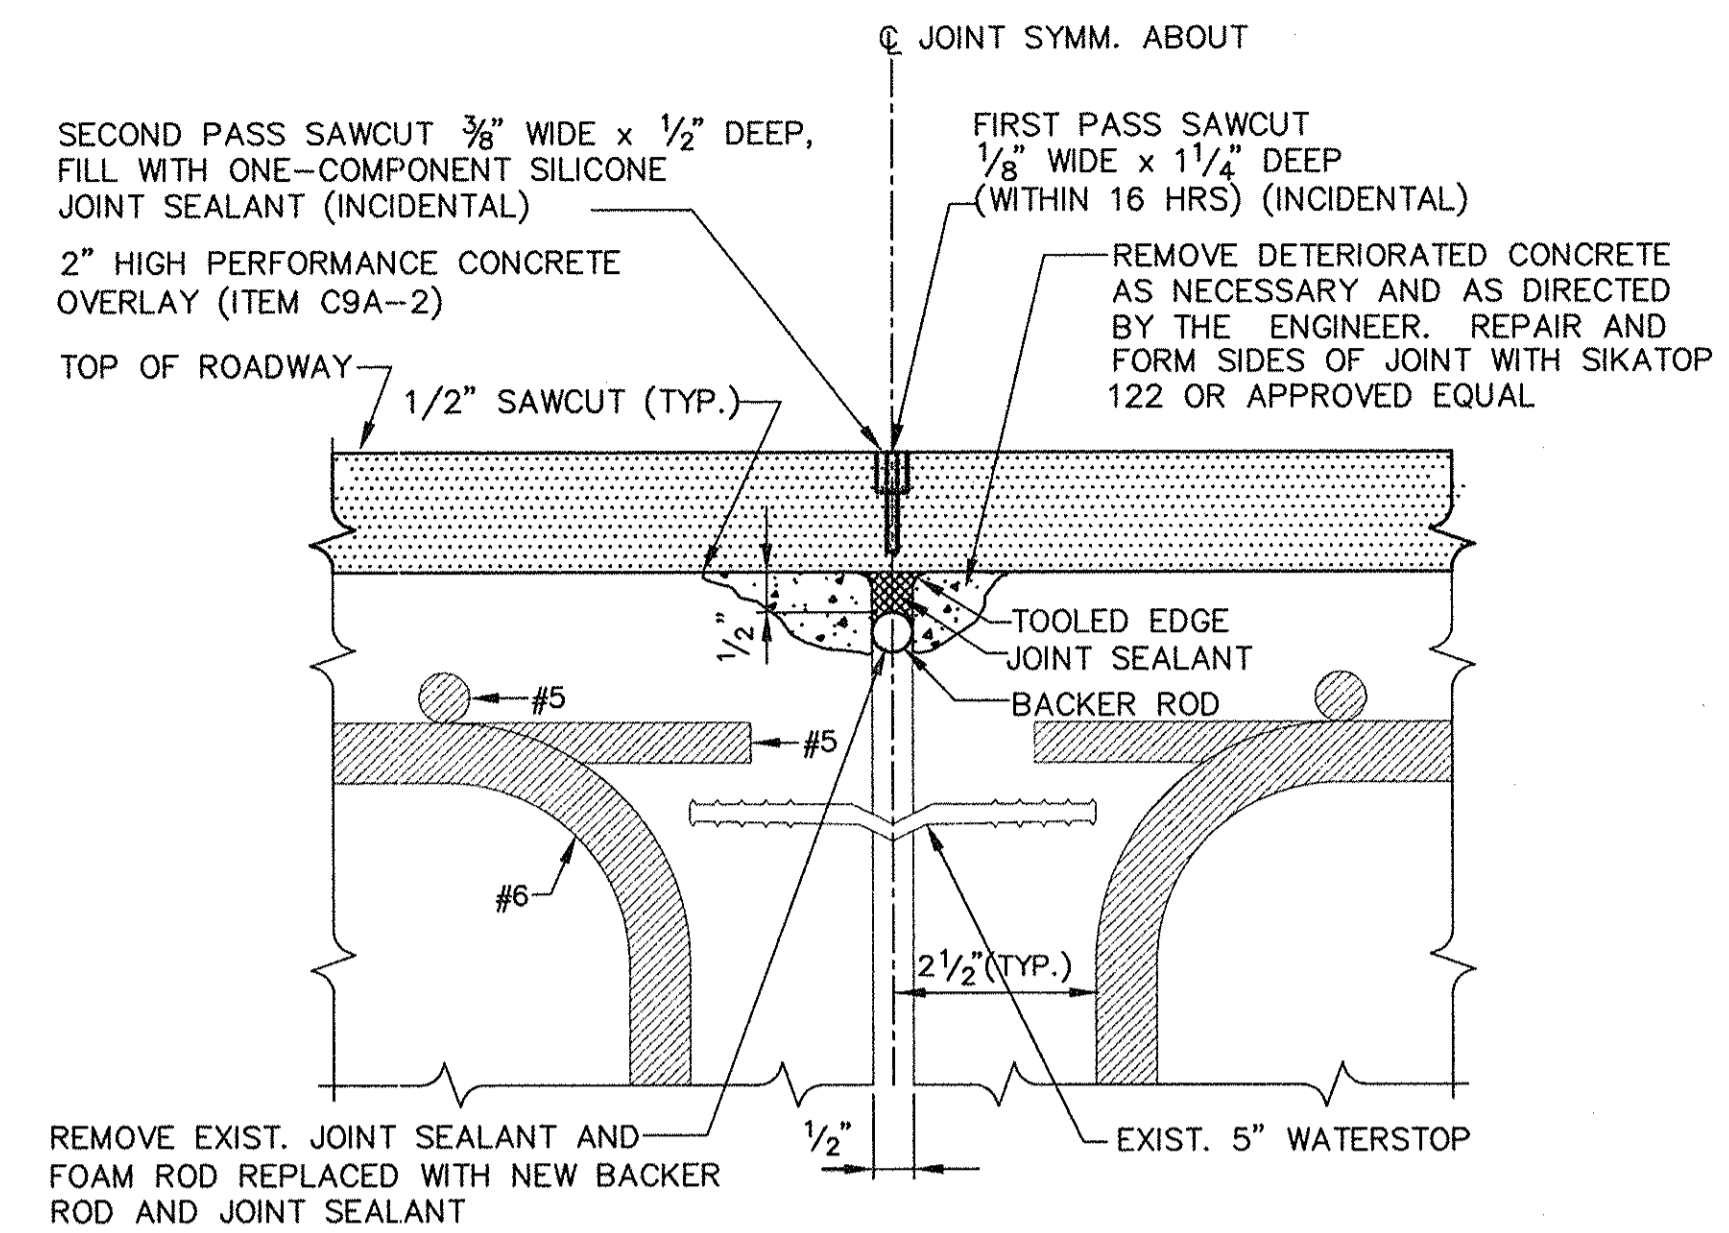 ℄ JOINT SYMM. ABOUT
SECOND PASS SAWCUT 3/8" WIDE x 1/2" DEEP,
FILL WITH ONE-COMPONENT SILICONE
JOINT SEALANT (INCIDENTAL)
FIRST PASS SAWCUT
1/8" WIDE x 1 1/4" DEEP
(WITHIN 16 HRS) (INCIDENTAL)
2" HIGH PERFORMANCE CONCRETE
OVERLAY (ITEM C9A-2)
REMOVE DETERIORATED CONCRETE
AS NECESSARY AND AS DIRECTED
BY THE ENGINEER. REPAIR AND
FORM SIDES OF JOINT WITH SIKATOP
122 OR APPROVED EQUAL
TOP OF ROADWAY
1/2" SAWCUT (TYP.)
1/2"
TOOLED EDGE
JOINT SEALANT
BACKER ROD
#5
#5
#6
2 1/2" (TYP.)
REMOVE EXIST. JOINT SEALANT AND
FOAM ROD REPLACED WITH NEW BACKER
ROD AND JOINT SEALANT
1/2"
EXIST. 5" WATERSTOP